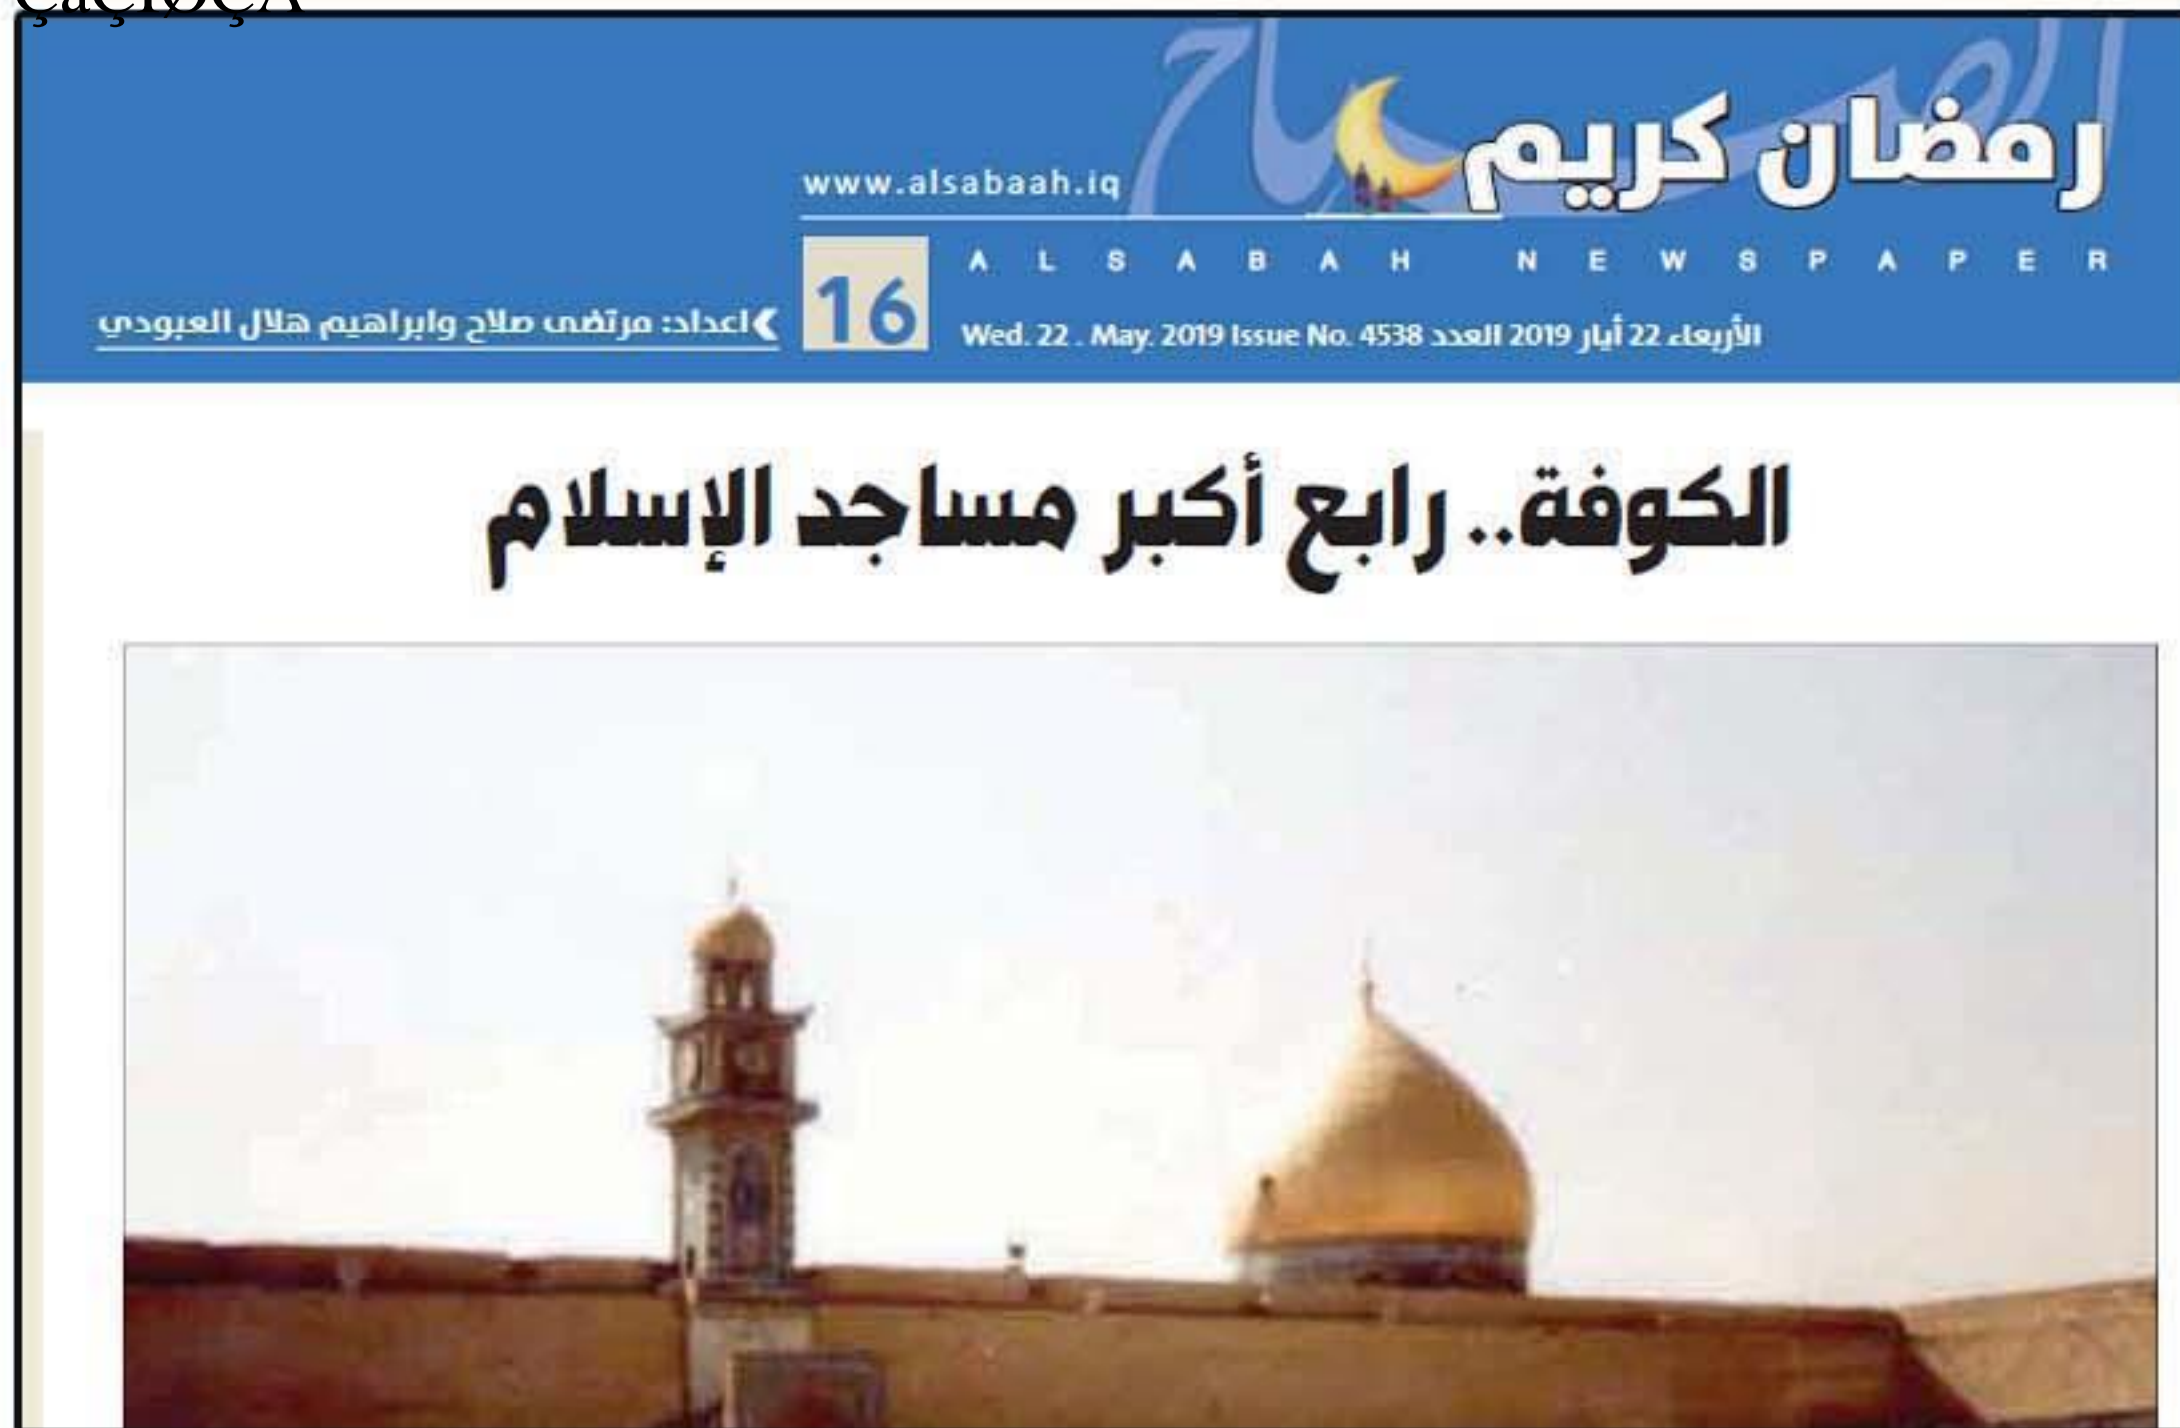 رمضان كريم
الصباح
www.alsabaah.iq
ALSABAH NEWSPAPER
16
الأربعاء 22 أيار 2019 العدد 4538 Wed. 22 . May. 2019 Issue No.
اعداد: مرتضى صلاح وابراهيم هلال العبودي
الكوفة.. رابع أكبر مساجد الإسلام